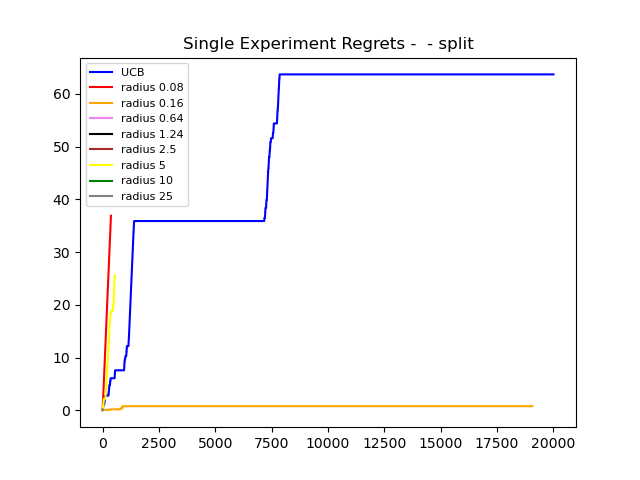 Single Experiment Regrets -  - split
UCB
radius 0.08
radius 0.16
radius 0.64
radius 1.24
radius 2.5
radius 5
radius 10
radius 25
60
50
40
30
20
10
0
0 2500 5000 7500 10000 12500 15000 17500 20000